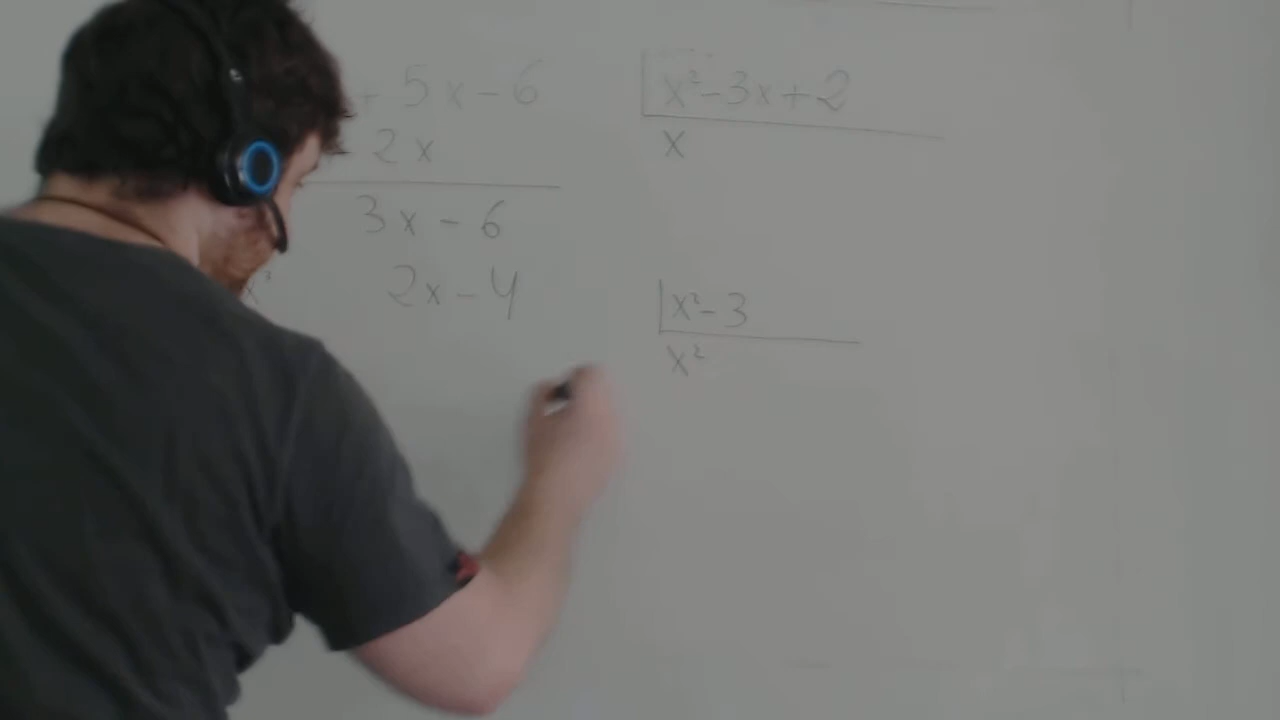 + 5x - 6
x² - 3x + 2
- 2x
x
3x - 6
2x - 4
x² - 3
x²